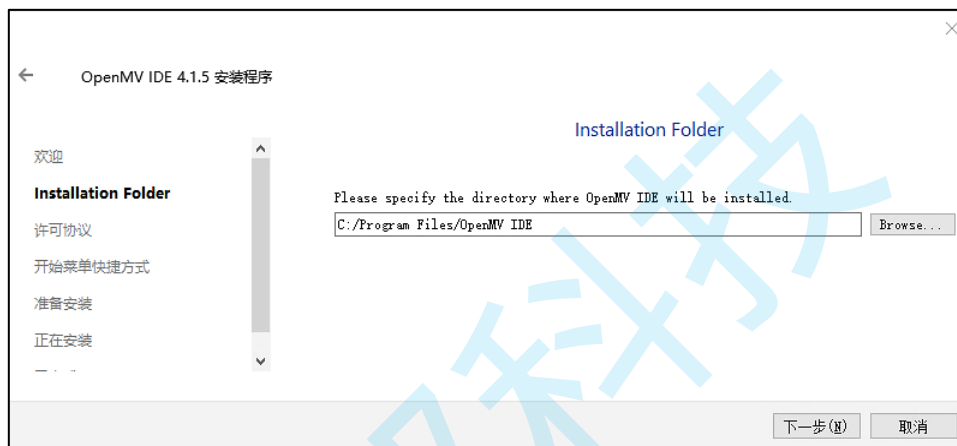 OpenMV IDE 4.1.5 安装程序
Installation Folder
欢迎
Installation Folder
许可协议
开始菜单快捷方式
准备安装
正在安装
Please specify the directory where OpenMV IDE will be installed.
C:/Program Files/OpenMV IDE
Browse...
下一步(N)
取消
科技